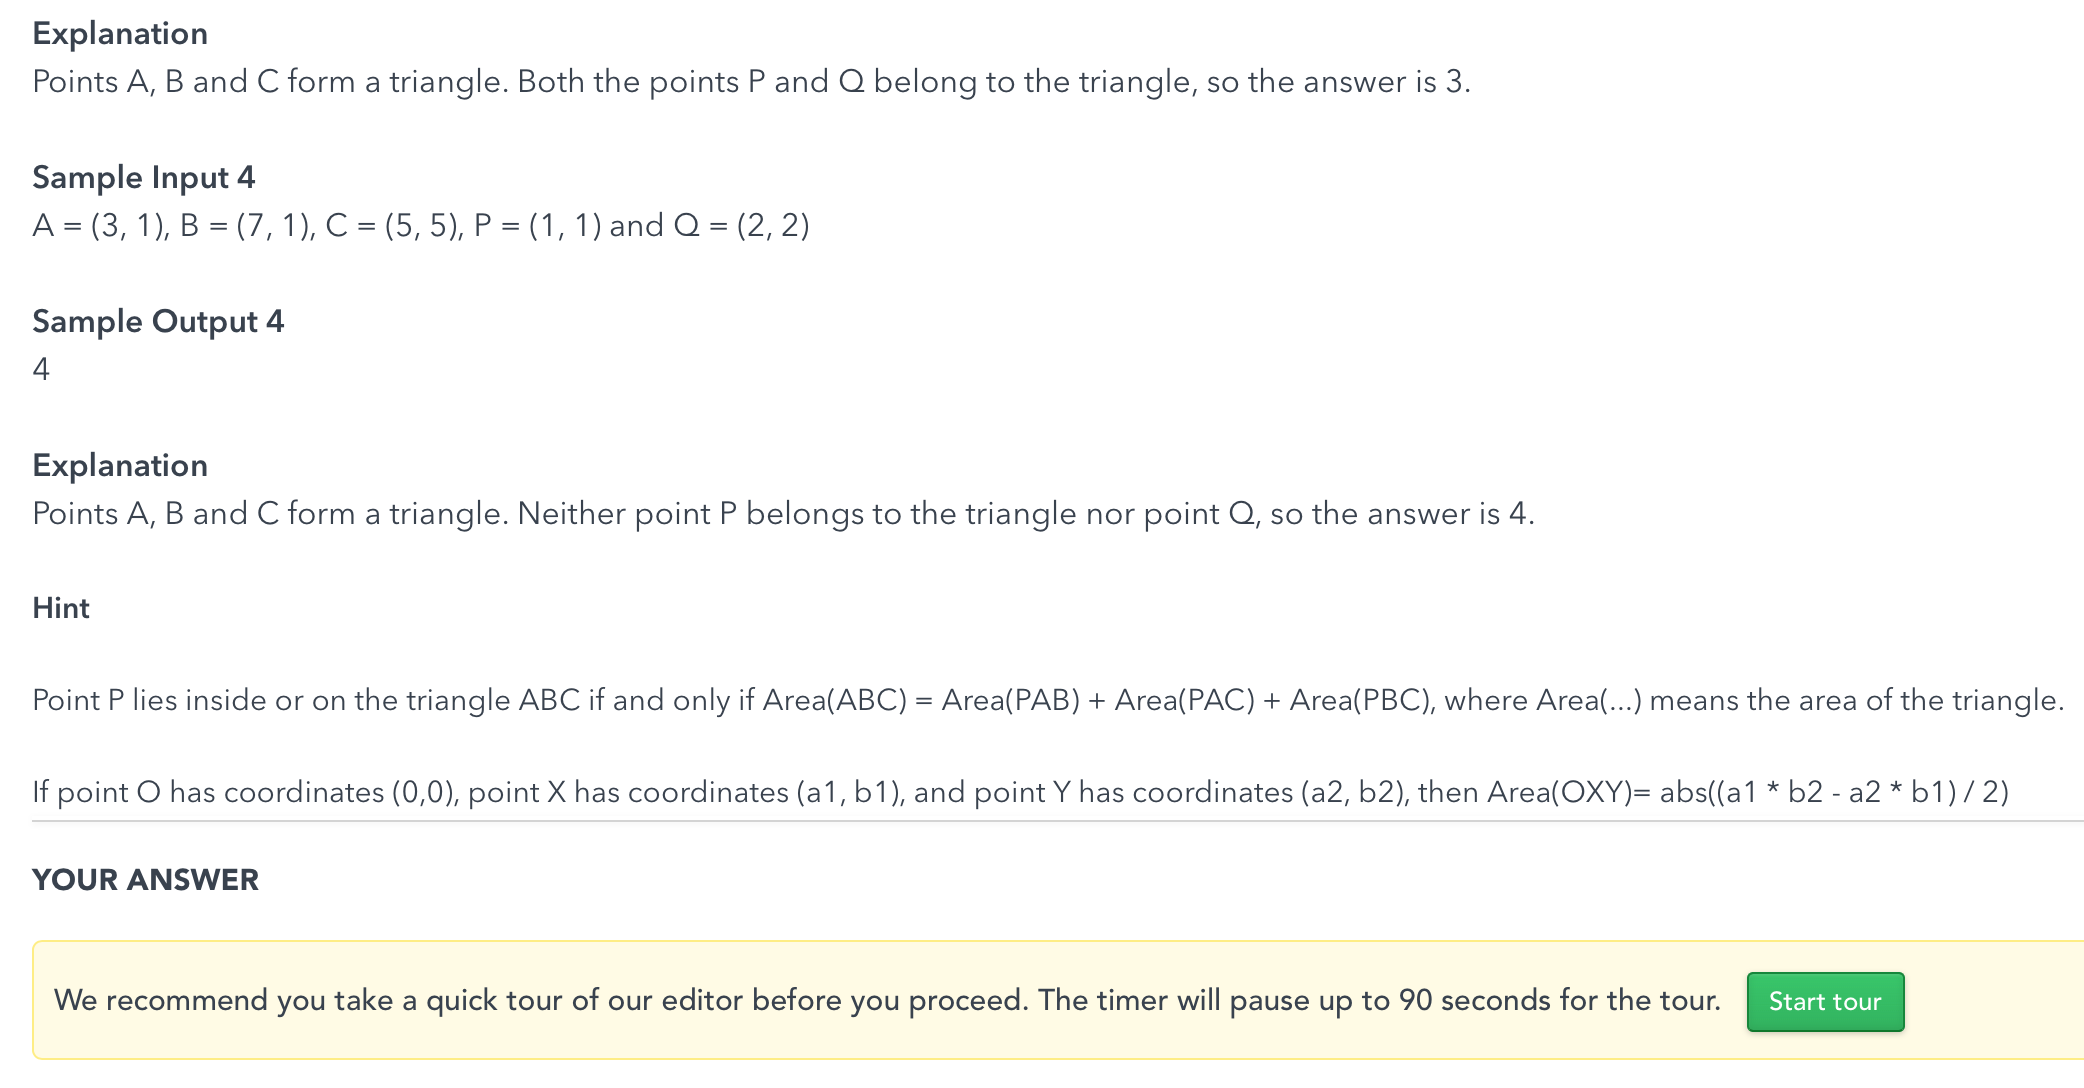 Explanation
Points A, B and C form a triangle. Both the points P and Q belong to the triangle, so the answer is 3.
Sample Input 4
A = (3, 1), B = (7, 1), C = (5, 5), P = (1, 1) and Q = (2, 2)
Sample Output 4
4
Explanation
Points A, B and C form a triangle. Neither point P belongs to the triangle nor point Q, so the answer is 4.
Hint
Point P lies inside or on the triangle ABC if and only if Area(ABC) = Area(PAB) + Area(PAC) + Area(PBC), where Area(...) means the area of the triangle.
If point O has coordinates (0,0), point X has coordinates (a1, b1), and point Y has coordinates (a2, b2), then Area(OXY)= abs((a1 * b2 - a2 * b1) / 2)
YOUR ANSWER
We recommend you take a quick tour of our editor before you proceed. The timer will pause up to 90 seconds for the tour. Start tour